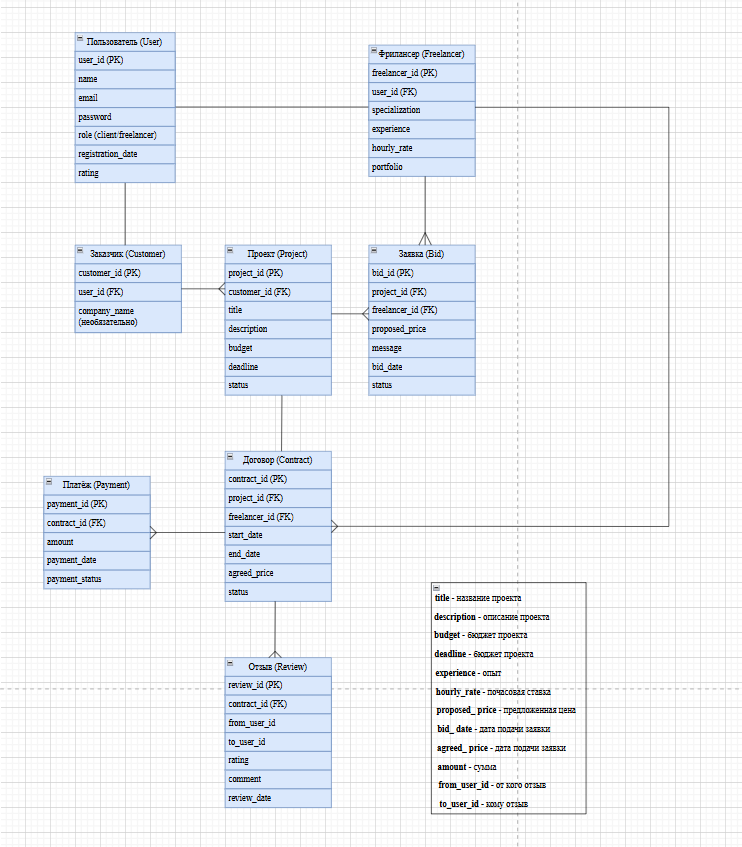 Пользователь (User)
user_id (PK)
name
email
password
role (client/freelancer)
registration_date
rating
Фрилансер (Freelancer)
freelancer_id (PK)
user_id (FK)
specialization
experience
hourly_rate
portfolio
Заказчик (Customer)
customer_id (PK)
user_id (FK)
company_name
(необязательно)
Проект (Project)
project_id (PK)
customer_id (FK)
title
description
budget
deadline
status
Заявка (Bid)
bid_id (PK)
project_id (FK)
freelancer_id (FK)
proposed_price
message
bid_date
status
Платёж (Payment)
payment_id (PK)
contract_id (FK)
amount
payment_date
payment_status
Договор (Contract)
contract_id (PK)
project_id (FK)
freelancer_id (FK)
start_date
end_date
agreed_price
status
Отзыв (Review)
review_id (PK)
contract_id (FK)
from_user_id
to_user_id
rating
comment
review_date
title - название проекта
description - описание проекта
budget - бюджет проекта
deadline - бюджет проекта
experience - опыт
hourly_rate - почасовая ставка
proposed_ price - предложенная цена
bid_ date - дата подачи заявки
agreed_ price - дата подачи заявки
amount - сумма
from_user_id - от кого отзыв
to_user_id - кому отзыв